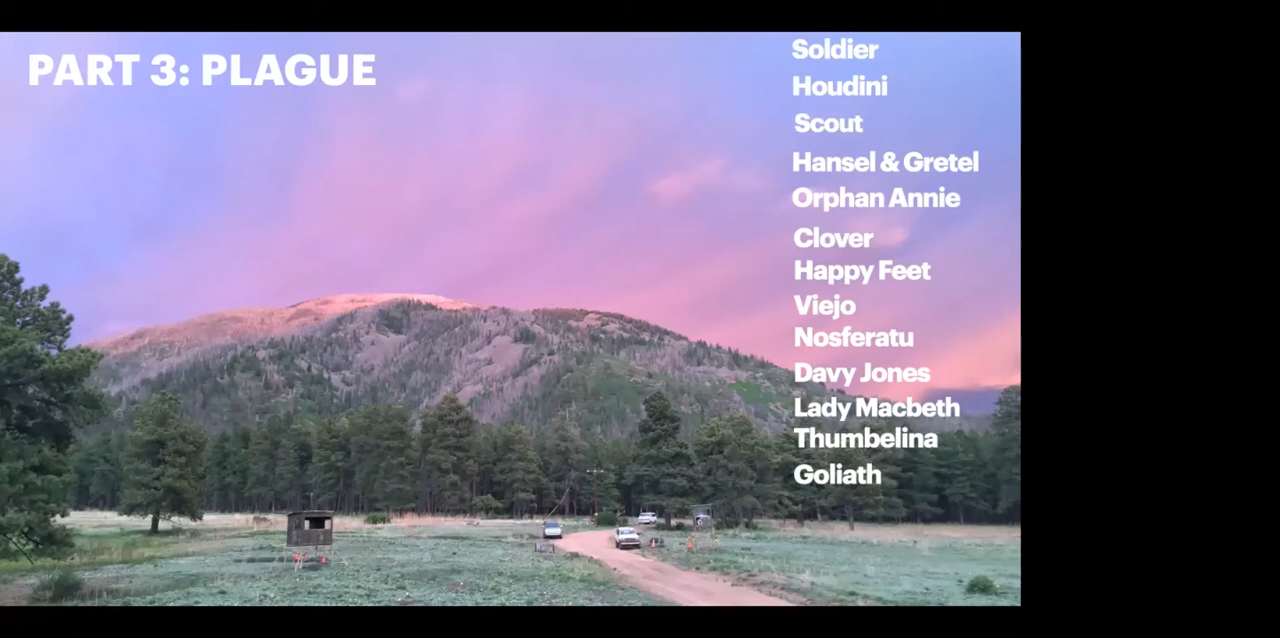 PART 3: PLAGUE
Soldier
Houdini
Scout
Hansel & Gretel
Orphan Annie
Clover
Happy Feet
Viejo
Nosferatu
Davy Jones
Lady Macbeth
Thumbelina
Goliath